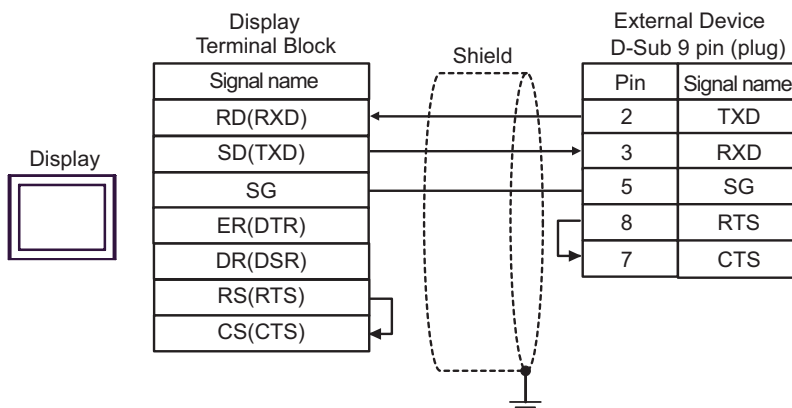 Display
Terminal Block
Shield
External Device
D-Sub 9 pin (plug)
Signal name
Pin Signal name
RD(RXD) 2 TXD
SD(TXD) 3 RXD
SG 5 SG
ER(DTR) 8 RTS
DR(DSR) 7 CTS
RS(RTS)
CS(CTS)
Display